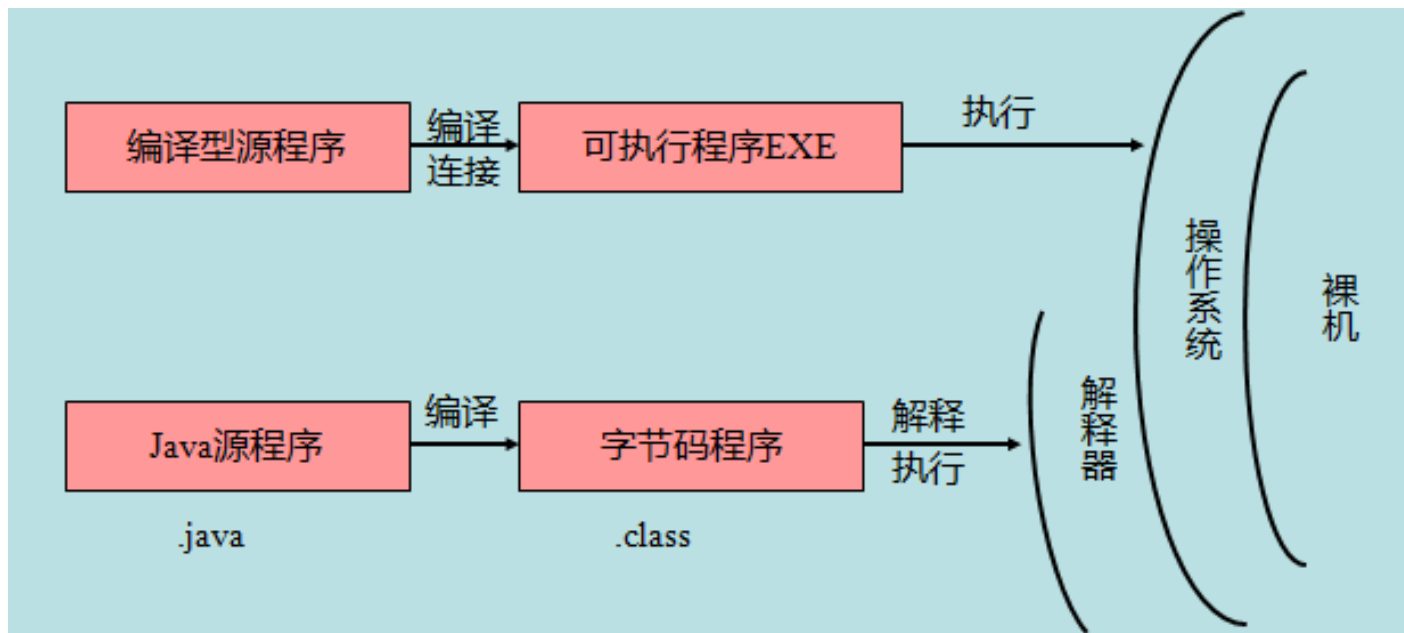 编译型源程序
编译
连接
可执行程序EXE
执行
操作系统
裸机
Java源程序
编译
字节码程序
解释
执行
解释器
.java
.class